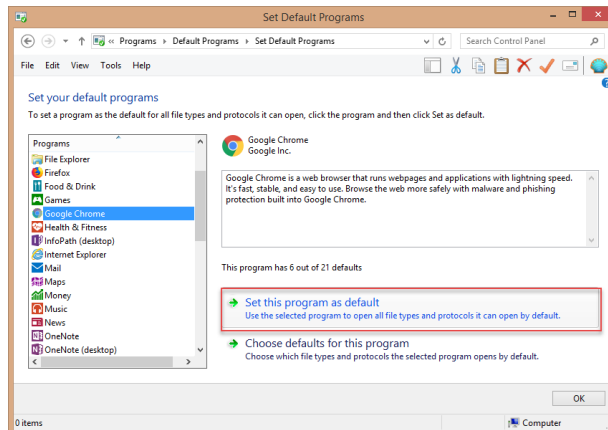 Set Default Programs
« Programs Default Programs Set Default Programs
Search Control Panel
File Edit View Tools Help
Set your default programs
To set a program as the default for all file types and protocols it can open, click the program and then click Set as default.
Programs
File Explorer
Firefox
Food & Drink
Games
Google Chrome
Health & Fitness
InfoPath (desktop)
Internet Explorer
Mail
Maps
Money
Music
News
OneNote
OneNote (desktop)
Google Chrome
Google Inc.
Google Chrome is a web browser that runs webpages and applications with lightning speed.
It's fast, stable, and easy to use. Browse the web more safely with malware and phishing
protection built into Google Chrome.
This program has 6 out of 21 defaults
Set this program as default
Use the selected program to open all file types and protocols it can open by default.
Choose defaults for this program
Choose which file types and protocols the selected program opens by default.
OK
0 items
Computer